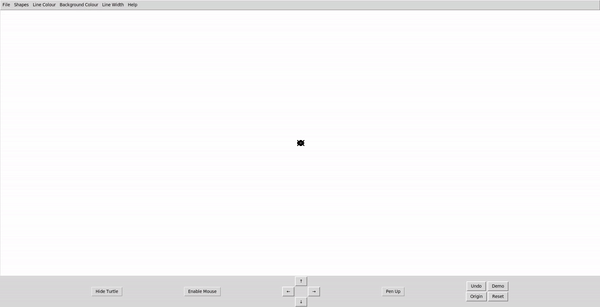 File Shapes Line Colour Background Colour Line Width Help
↑
Undo Demo
Hide Turtle Enable Mouse ← → Pen Up
Origin Reset
↓